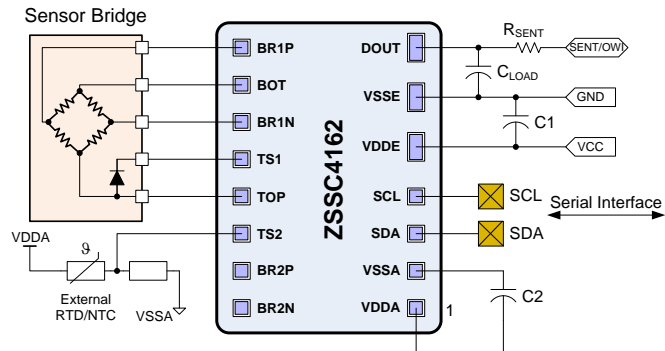 Sensor Bridge
BR1P
BOT
BR1N
TS1
TOP
TS2
BR2P
BR2N
ZSSC4162
DOUT
VSSE
VDDE
SCL
SDA
VSSA
VDDA
1
RSENT
SENT/OW
CLOAD
GND
C1
VCC
SCL
SDA
Serial Interface
C2
VDDA
ϑ
External
RTD/NTC
VSSA